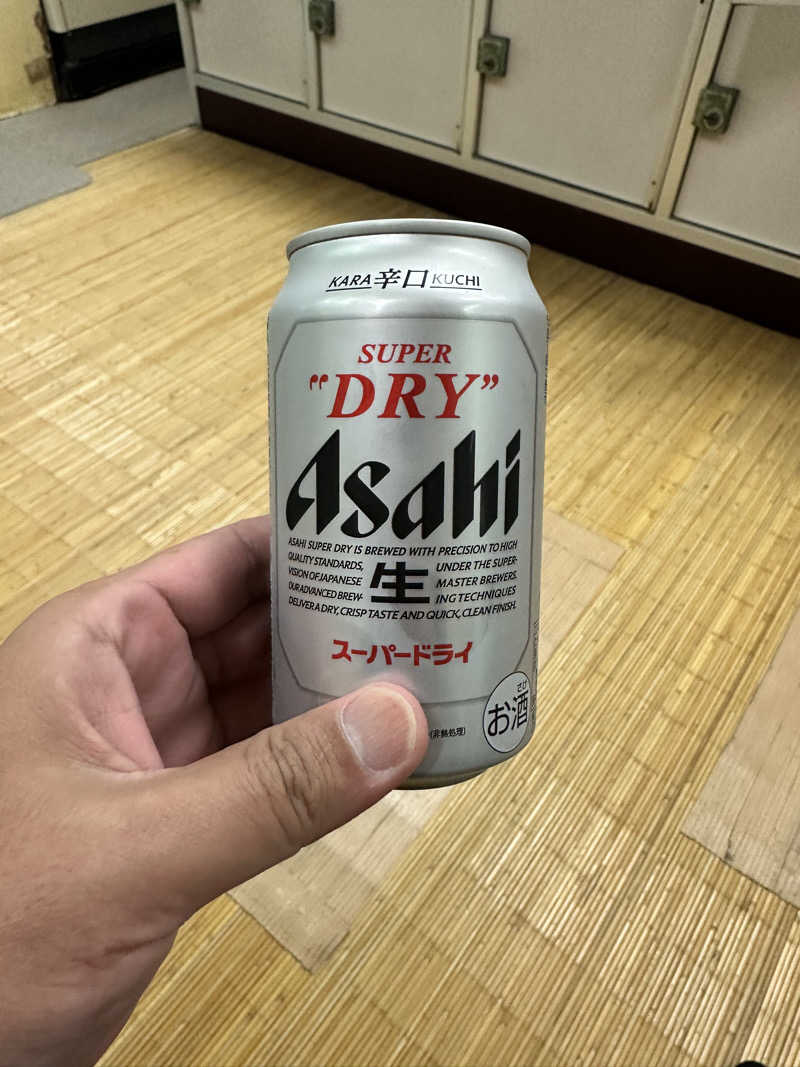 KARA 辛口 KUCHI
SUPER
"DRY"
Asahi
ASAHI SUPER DRY IS BREWED WITH PRECISION TO HIGH
QUALITY STANDARDS, UNDER THE SUPER-
VISION OF JAPANESE MASTER BREWERS.
OUR ADVANCED BREW- ING TECHNIQUES
生
DELIVER A DRY, CRISP TASTE AND QUICK, CLEAN FINISH.
スーパードライ
さけ
お酒
(非熱処理)